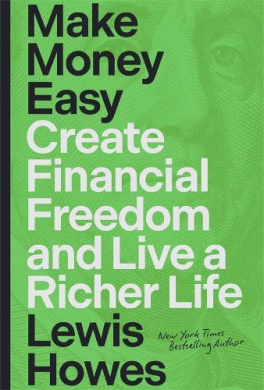 Make
Money
Easy
Create
Financial
Freedom
and Live a
Richer Life
Lewis
Howes
New York Times
Bestselling Author